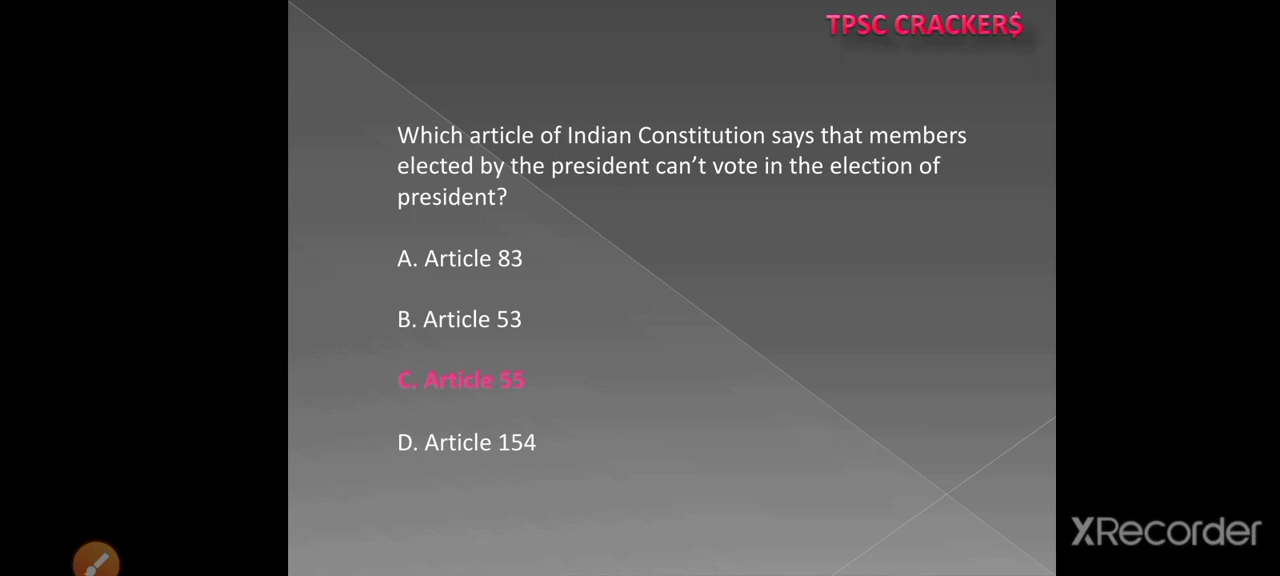 TPSC CRACKER$
Which article of Indian Constitution says that members
elected by the president can’t vote in the election of
president?
A. Article 83
B. Article 53
C. Article 55
D. Article 154
XRecorder